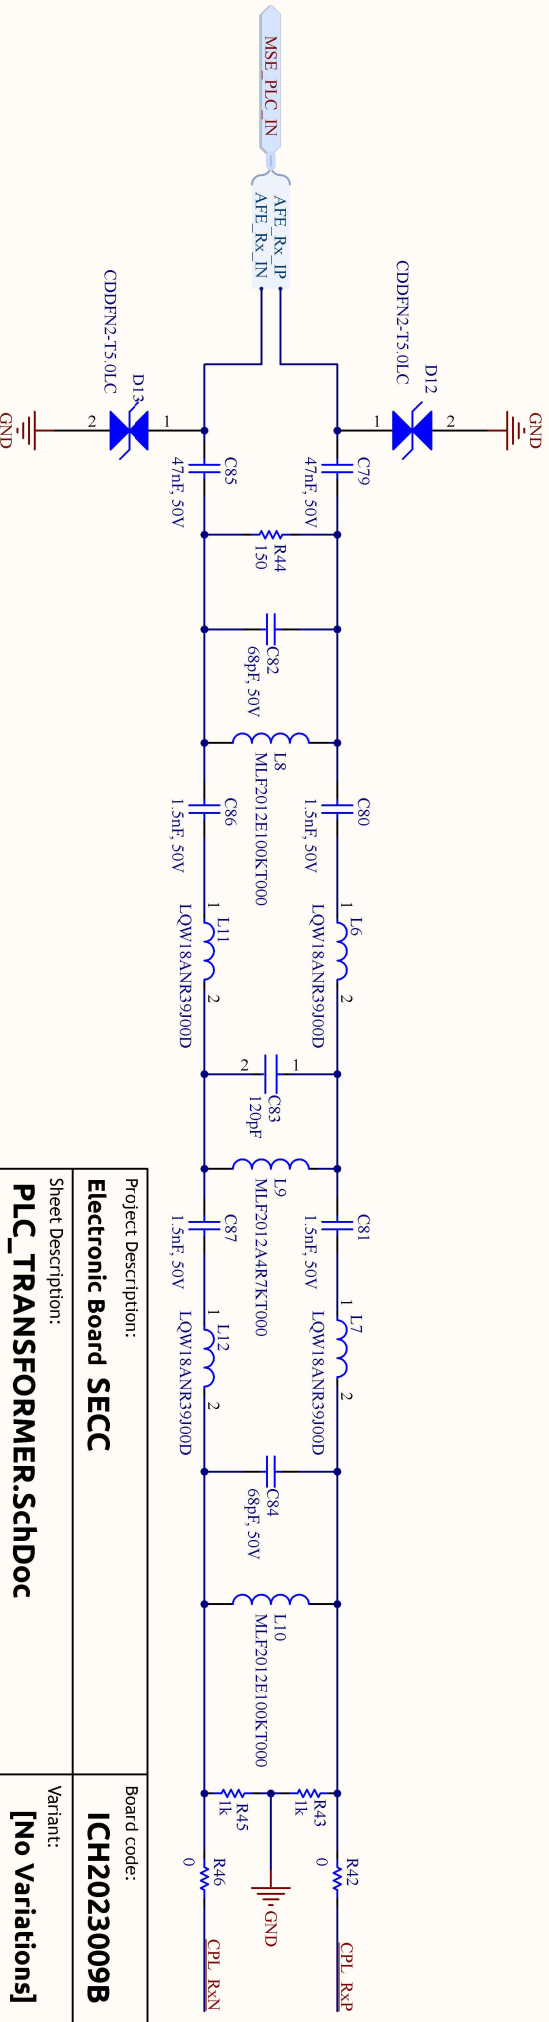 MSE_PLC_IN
AFE_Rx_IP
AFE_Rx_IN
GND
2
D12
CDDFN2-T5.0LC
1
1
D13
CDDFN2-T5.0LC
2
GND
C79
47nF, 50V
C85
47nF, 50V
R44
150
C82
68pF, 50V
L8
MLF2012E100KT000
C80
1.5nF, 50V
C86
1.5nF, 50V
L6
1
2
LQW18ANR39J00D
L11
1
2
LQW18ANR39J00D
1
C83
120pF
2
L9
MLF2012A4R7KT000
C81
1.5nF, 50V
C87
1.5nF, 50V
L7
1
2
LQW18ANR39J00D
L12
1
2
LQW18ANR39J00D
C84
68pF, 50V
L10
MLF2012E100KT000
R43
1k
R45
1k
GND
R42
0
R46
0
CPL_RxP
CPL_RxN
Project Description:
Electronic Board SECC
Board code:
ICH2023009B
Sheet Description:
PLC_TRANSFORMER.SchDoc
Variant:
[No Variations]